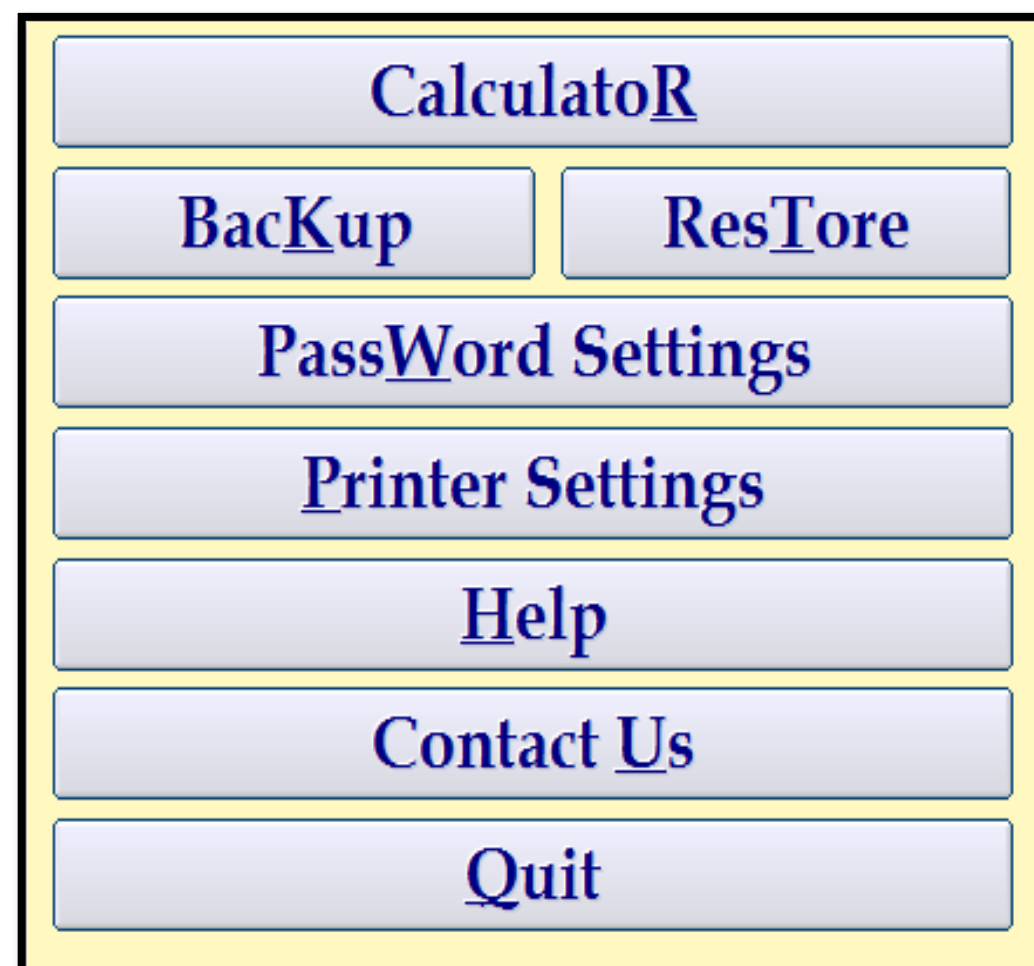 CalculatoR
BacKup ResTore
PassWord Settings
Printer Settings
Help
Contact Us
Quit